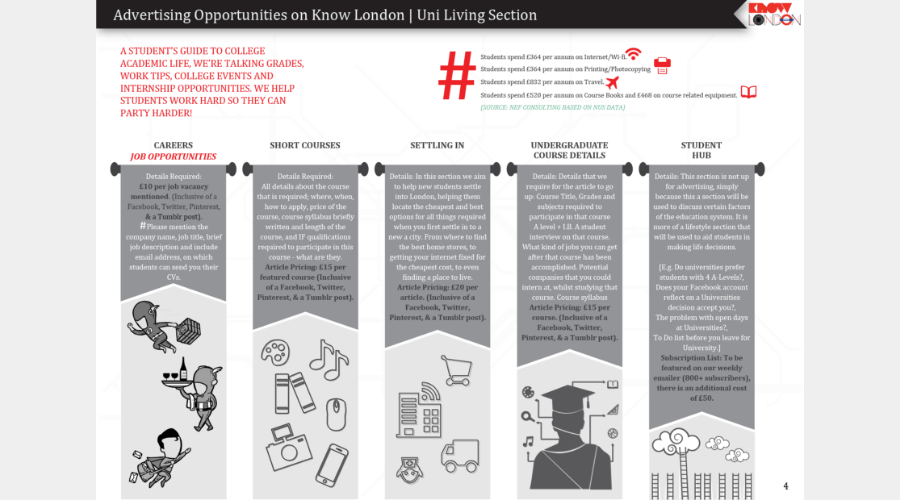 Advertising Opportunities on Know London | Uni Living Section
KNOW
LONDON
A STUDENT'S GUIDE TO COLLEGE
ACADEMIC LIFE, WE'RE TALKING GRADES,
WORK TIPS, COLLEGE EVENTS AND
INTERNSHIP OPPORTUNITIES. WE HELP
STUDENTS WORK HARD SO THEY CAN
PARTY HARDER!
#
Students spend £364 per annum on Internet/Wi-fi.
Students spend £364 per annum on Printing/Photocopying
Students spend £832 per annum on Travel.
Students spend £520 per annum on Course Books and £468 on course related equipment.
(SOURCE: NEF CONSULTING BASED ON NUS DATA)
CAREERS
JOB OPPORTUNITIES
Details Required:
£10 per job vacancy
mentioned. (Inclusive of a
Facebook, Twitter, Pinterest,
& a Tumblr post).
#Please mention the
company name, job title, brief
job description and include
email address, on which
students can send you their
CVs.
SHORT COURSES
Details Required:
All details about the course
that is required; where, when,
how to apply, price of the
course, course syllabus briefly
written and length of the
course, and IF qualifications
required to participate in this
course - what are they.
Article Pricing: £15 per
featured course (Inclusive
of a Facebook, Twitter,
Pinterest, & a Tumblr post).
SETTLING IN
Details: In this section we aim
to help new students settle
into London, helping them
locate the cheapest and best
options for all things required
when you first settle in to a
new a city. From where to find
the best home stores, to
getting your internet fixed for
the cheapest cost, to even
finding a place to live.
Article Pricing: £20 per
article. (Inclusive of a
Facebook, Twitter,
Pinterest, & a Tumblr post).
UNDERGRADUATE
COURSE DETAILS
Details: Details that we
require for the article to go
up: Course Title, Grades and
subjects required to
participate in that course
A level + I.B. A student
interview on that course.
What kind of jobs you can get
after that course has been
accomplished. Potential
companies that you could
intern at, whilst studying that
course. Course syllabus
Article Pricing: £15 per
course. (Inclusive of a
Facebook, Twitter,
Pinterest, & a Tumblr post).
STUDENT
HUB
Details: This section is not up
for advertising, simply
because this a section will be
used to discuss certain factors
of the education system. It is
more of a lifestyle section that
will be used to aid students in
making life decisions.
[E.g. Do universities prefer
students with 4 A-Levels?,
Does your Facebook account
reflect on a Universities
decision accept you?,
The problem with open days
at Universities?,
To Do list before you leave for
University.]
Subscription List: To be
featured on our weekly
emailer (800+ subscribers),
there is an additional cost
of £50.
4